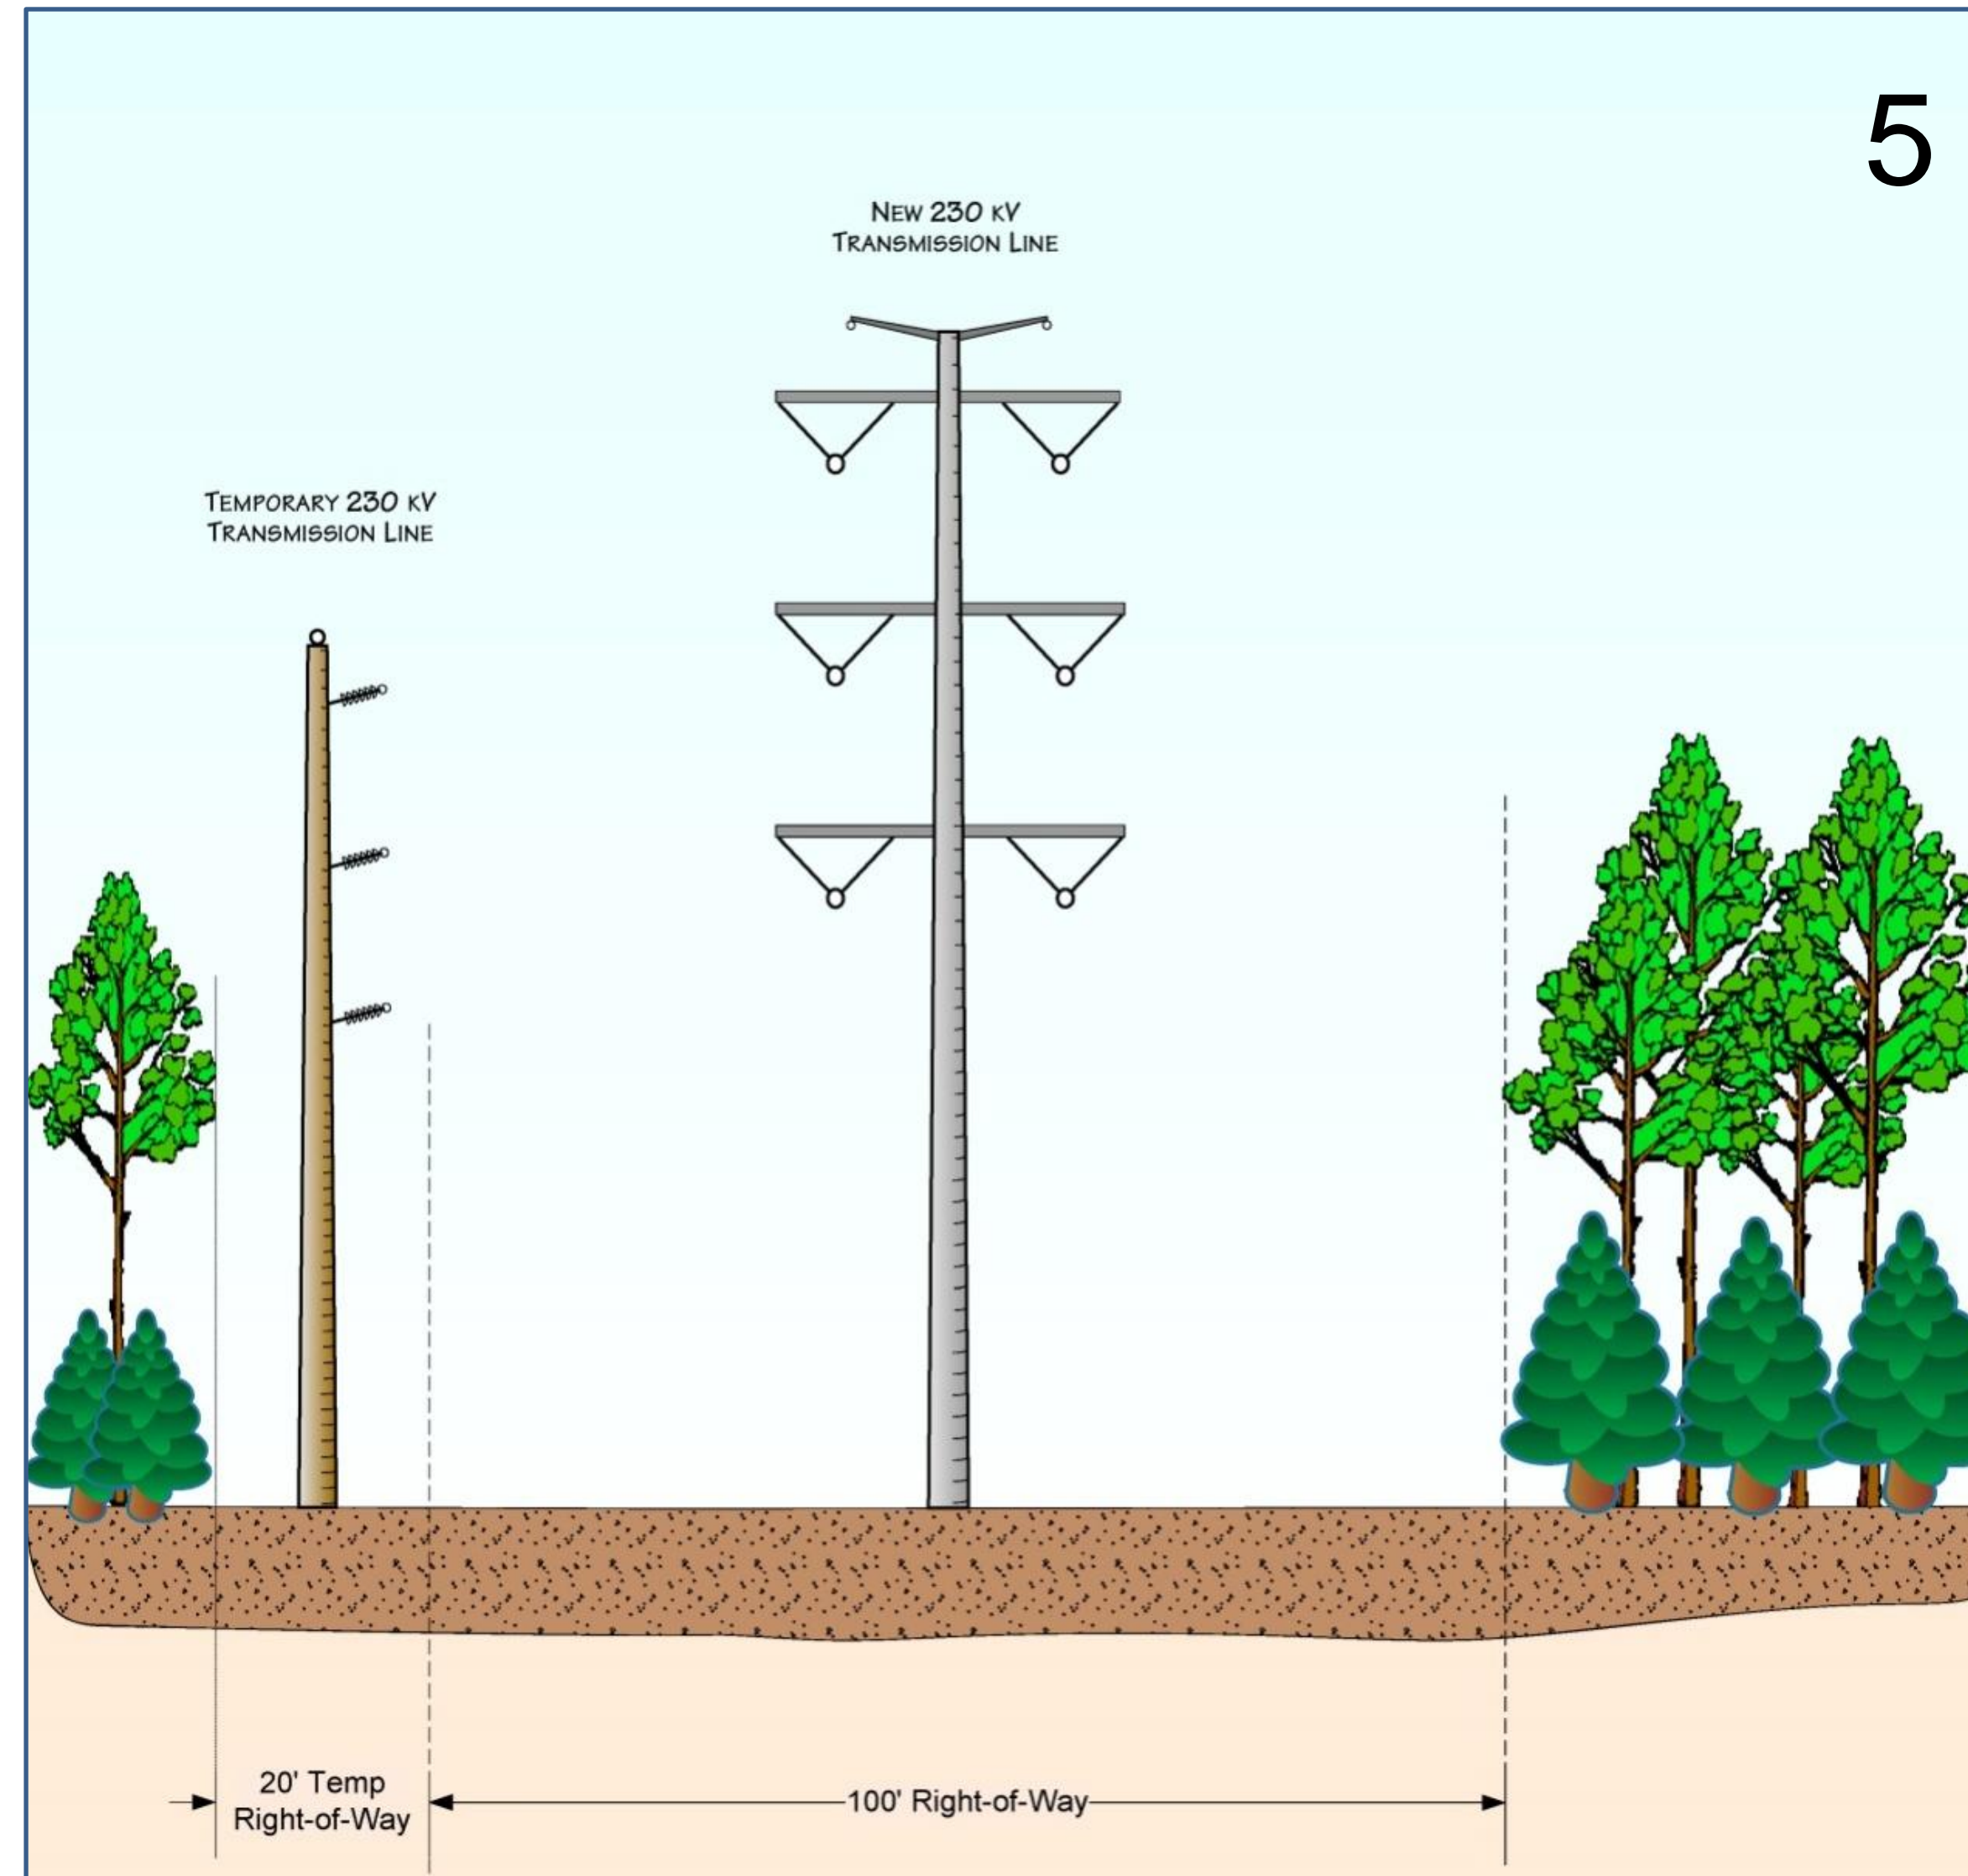 5
New 230 kV
Transmission Line
Temporary 230 kV
Transmission Line
20' Temp
Right-of-Way
100' Right-of-Way